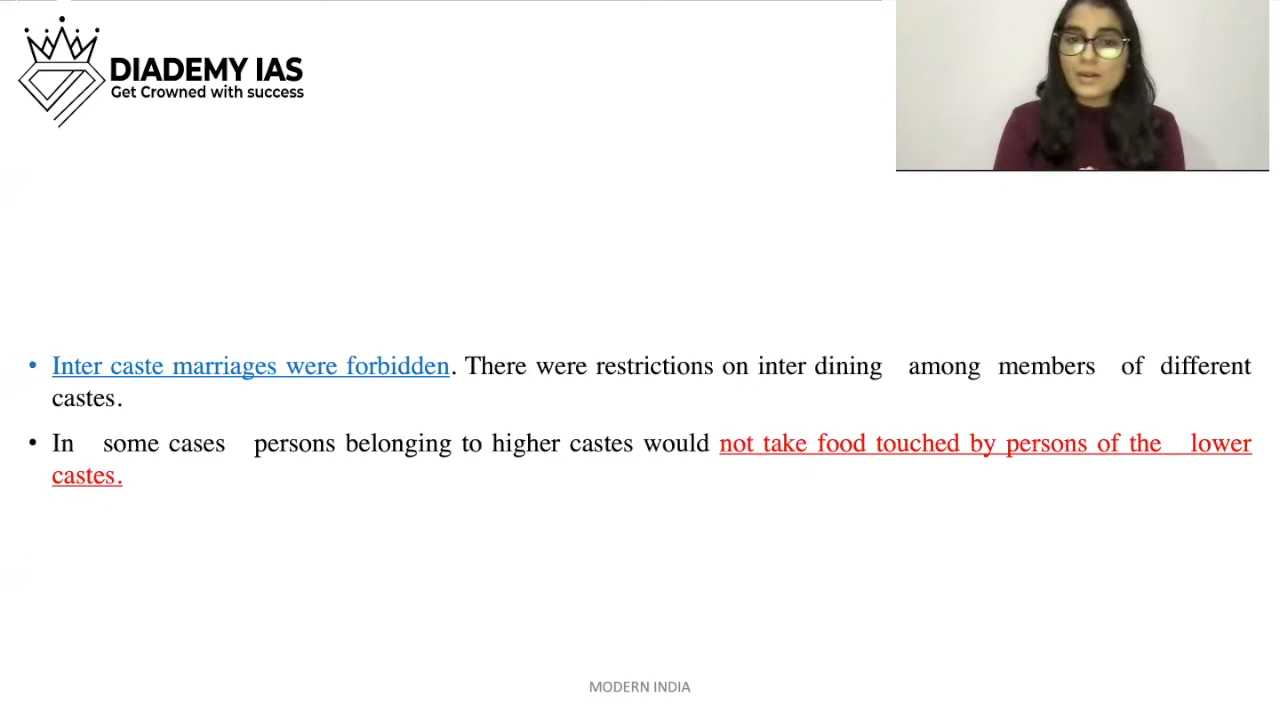 DIADEMY IAS
Get Crowned with success
• Inter caste marriages were forbidden. There were restrictions on inter dining among members of different
castes.
• In some cases persons belonging to higher castes would not take food touched by persons of the lower
castes.
MODERN INDIA